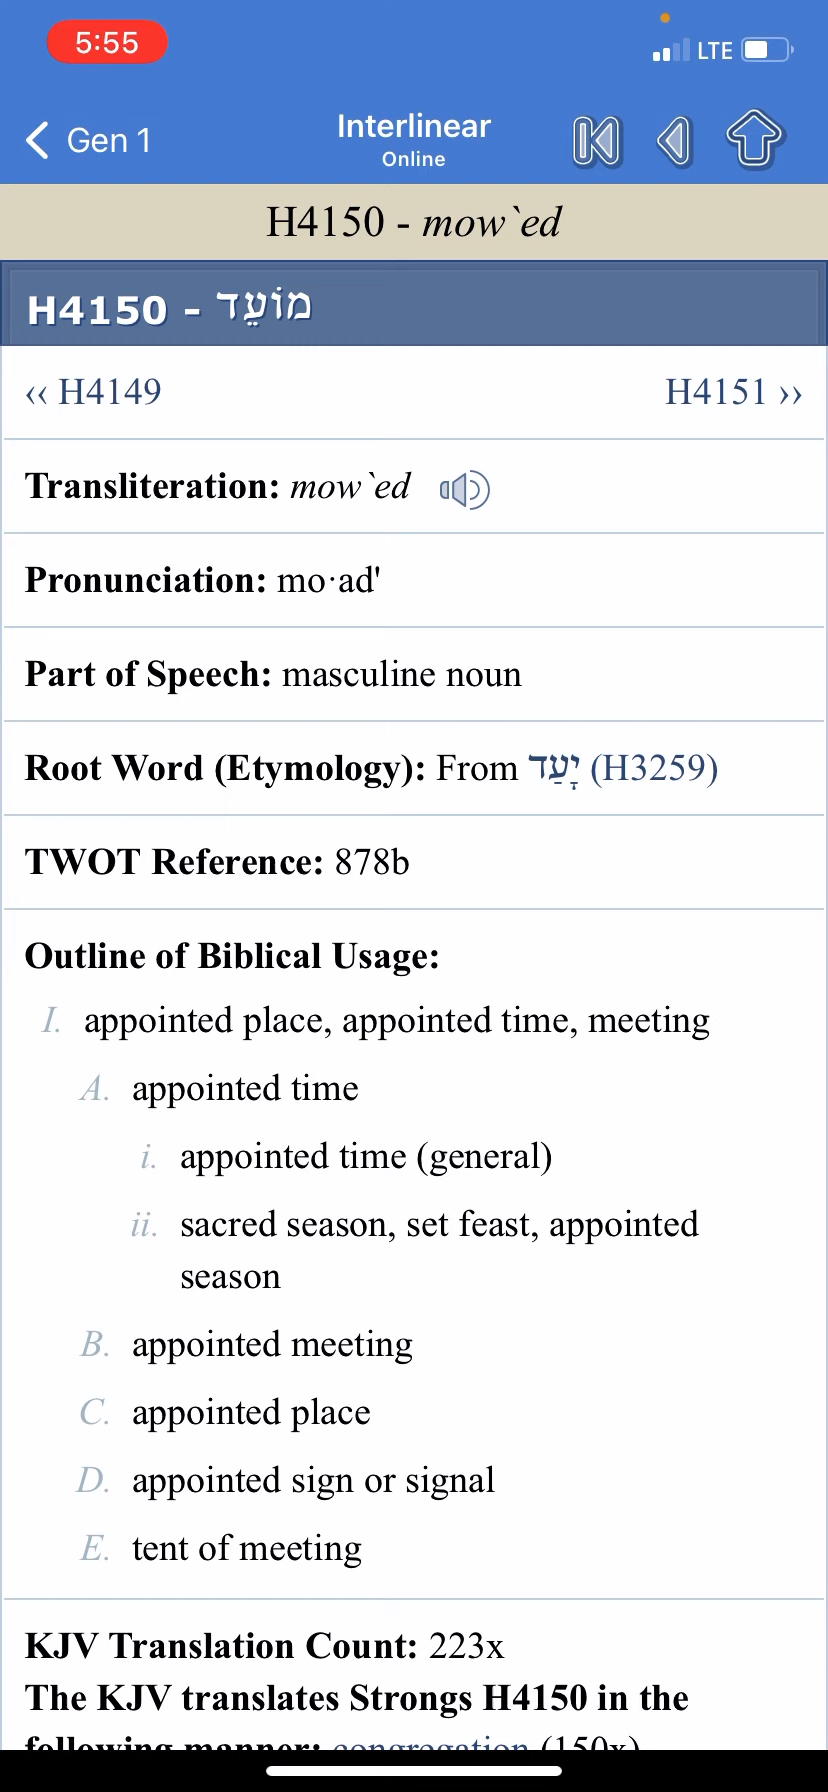 5:55
LTE
Gen 1
Interlinear
Online
H4150 - mow`ed
H4150 - מוֹעֵד
‹‹ H4149
H4151 ››
Transliteration: mow`ed
Pronunciation: mo·ad'
Part of Speech: masculine noun
Root Word (Etymology): From יָעַד (H3259)
TWOT Reference: 878b
Outline of Biblical Usage:
I. appointed place, appointed time, meeting
A. appointed time
i. appointed time (general)
ii. sacred season, set feast, appointed
season
B. appointed meeting
C. appointed place
D. appointed sign or signal
E. tent of meeting
KJV Translation Count: 223x
The KJV translates Strongs H4150 in the
following manner: congregation (150x)